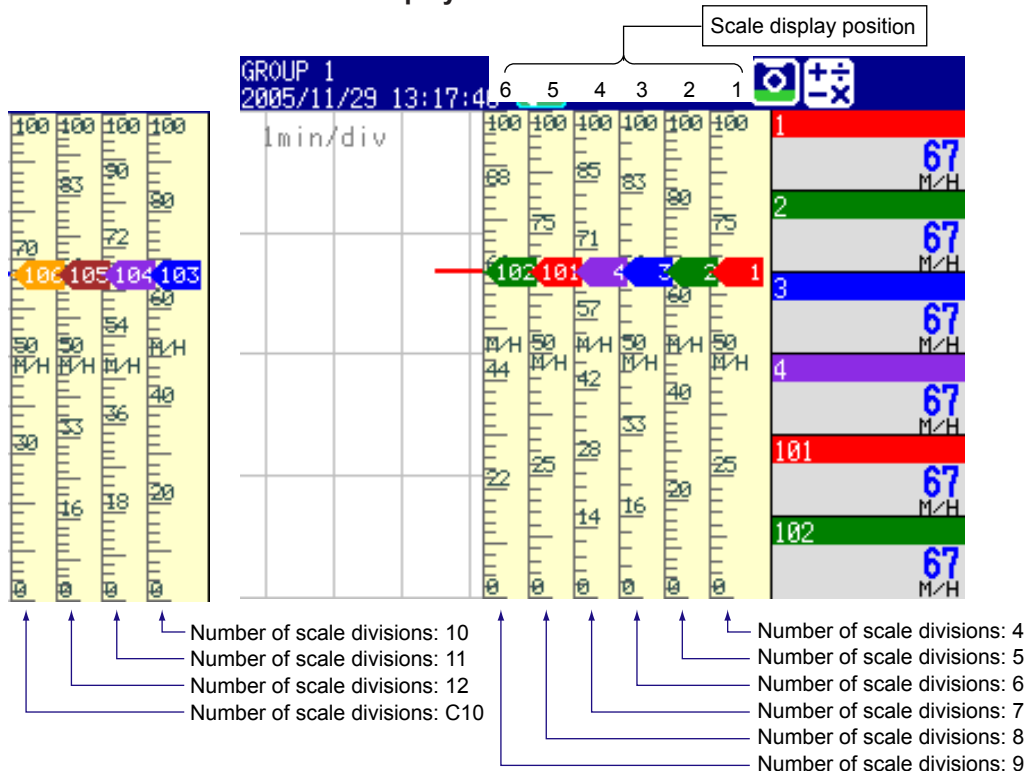 play
Scale display position
GROUP 1
2005/11/29 13:17:4
6 5 4 3 2 1
1min/div
100 100 100 100
90
83
80
72
70
106 105 104 103
60
54
50 50
M/H M/H M/H M/H
40
36
33
30
20
18
16
0 0 0 0
100 100 100 100 100 100
88 85 83 80
75 75
71
102 101 4 3 2 1
60
57
50 50 50
M/H M/H M/H M/H M/H M/H
44 42 40
33
28
25 25
22 20
16
14
0 0 0 0 0 0
1
67
M/H
2
67
M/H
3
67
M/H
4
67
M/H
101
67
M/H
102
67
M/H
Number of scale divisions: 10
Number of scale divisions: 11
Number of scale divisions: 12
Number of scale divisions: C10
Number of scale divisions: 4
Number of scale divisions: 5
Number of scale divisions: 6
Number of scale divisions: 7
Number of scale divisions: 8
Number of scale divisions: 9